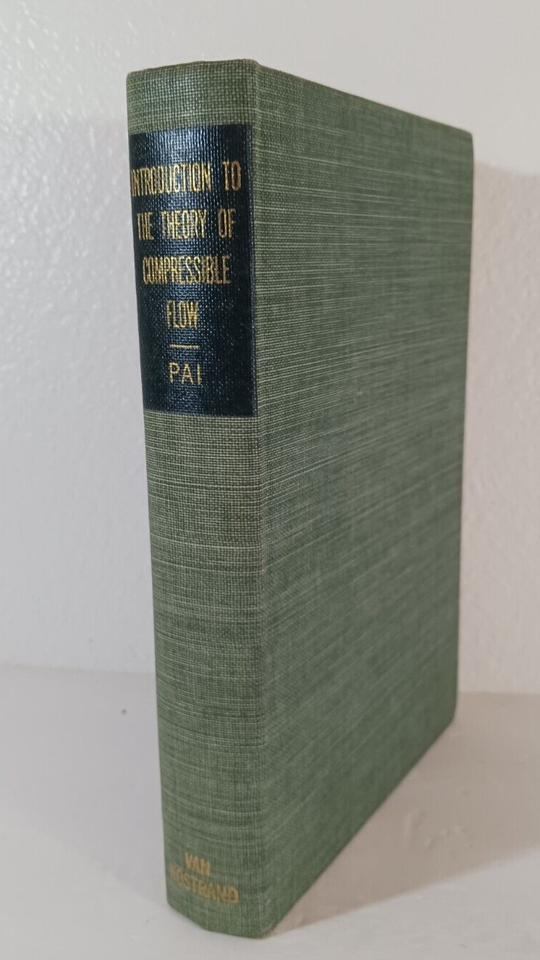 INTRODUCTION TO
THE THEORY OF
COMPRESSIBLE
FLOW
PAI
VAN
NOSTRAND